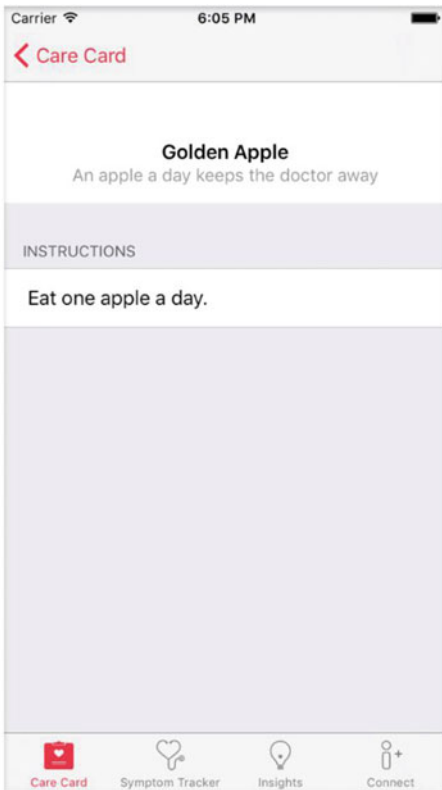 Carrier 6:05 PM
Care Card
Golden Apple
An apple a day keeps the doctor away
INSTRUCTIONS
Eat one apple a day.
Care Card Symptom Tracker Insights Connect